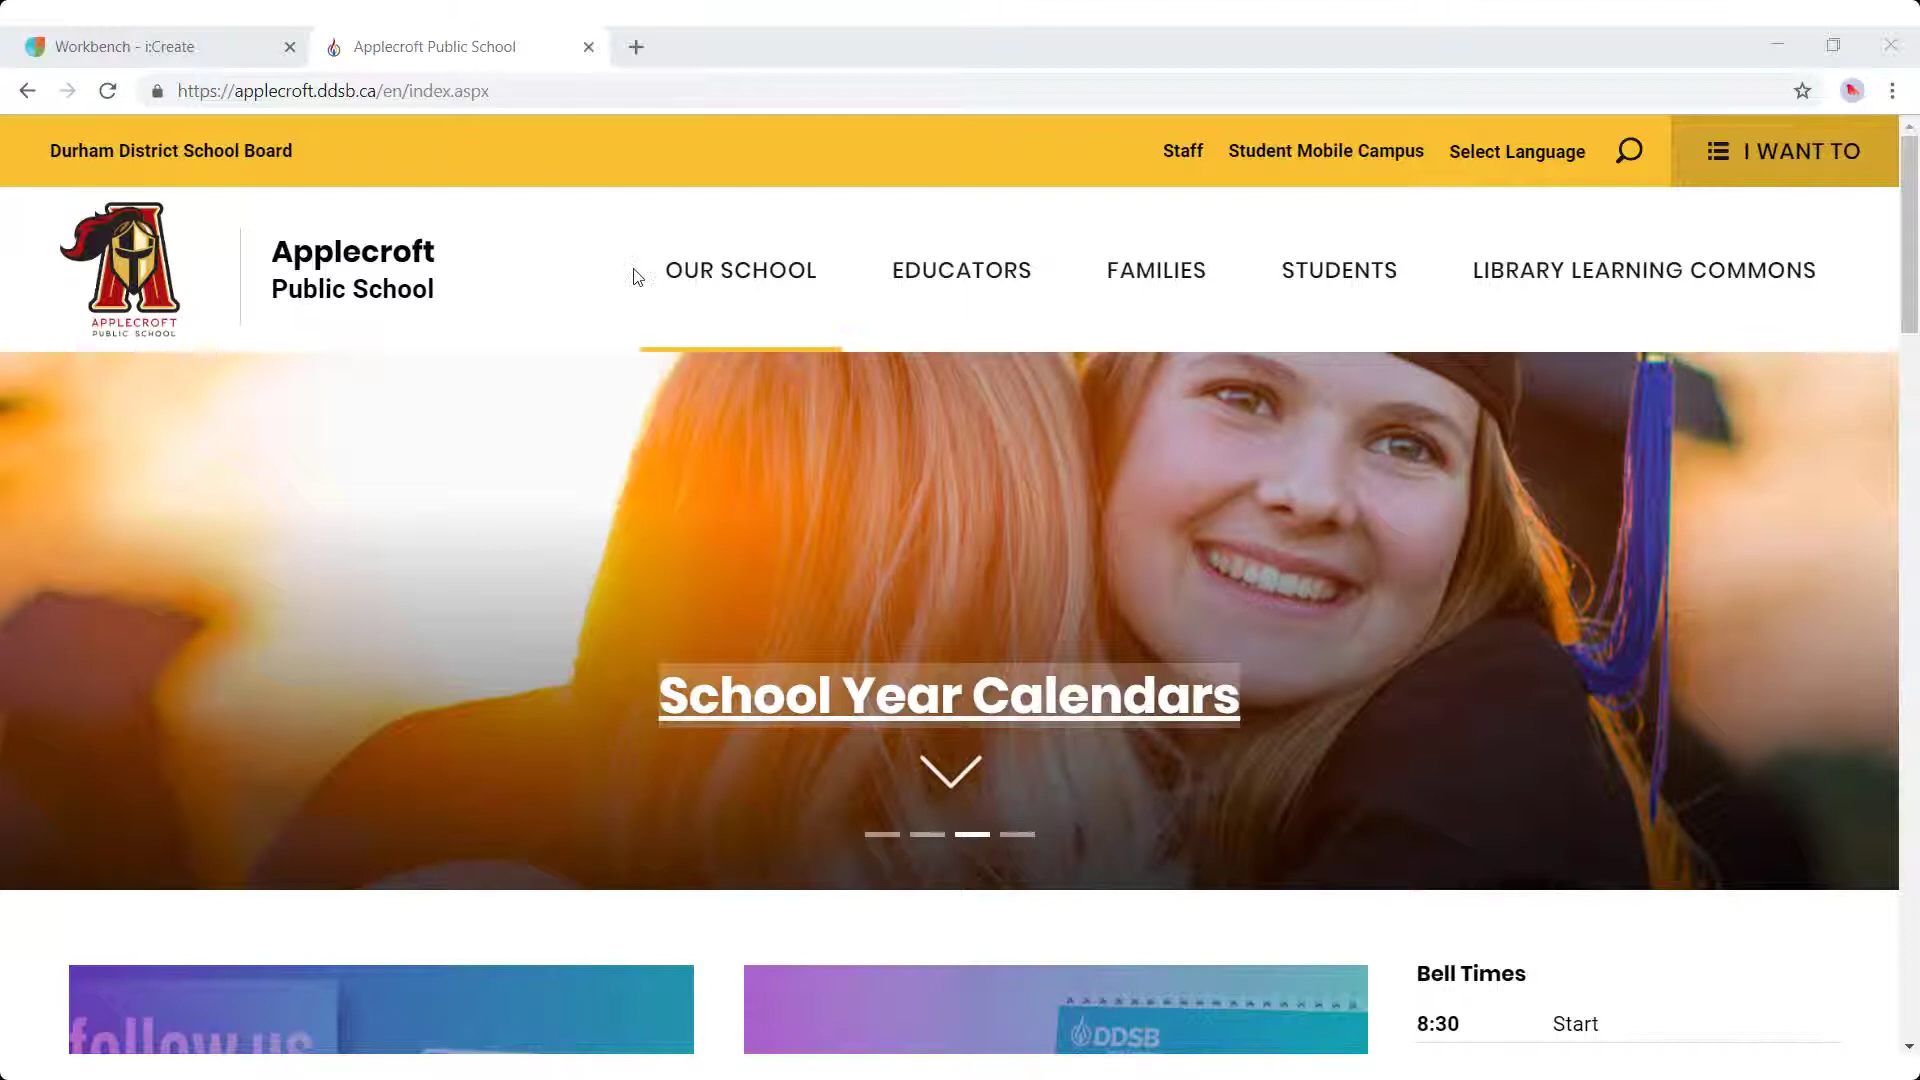 Workbench - i:Create
Applecroft Public School
https://applecroft.ddsb.ca/en/index.aspx
Durham District School Board
Staff
Student Mobile Campus
Select Language
I WANT TO
APPLECROFT
PUBLIC SCHOOL
Applecroft
Public School
OUR SCHOOL
EDUCATORS
FAMILIES
STUDENTS
LIBRARY LEARNING COMMONS
School Year Calendars
follow us
DDSB
Bell Times
8:30 Start